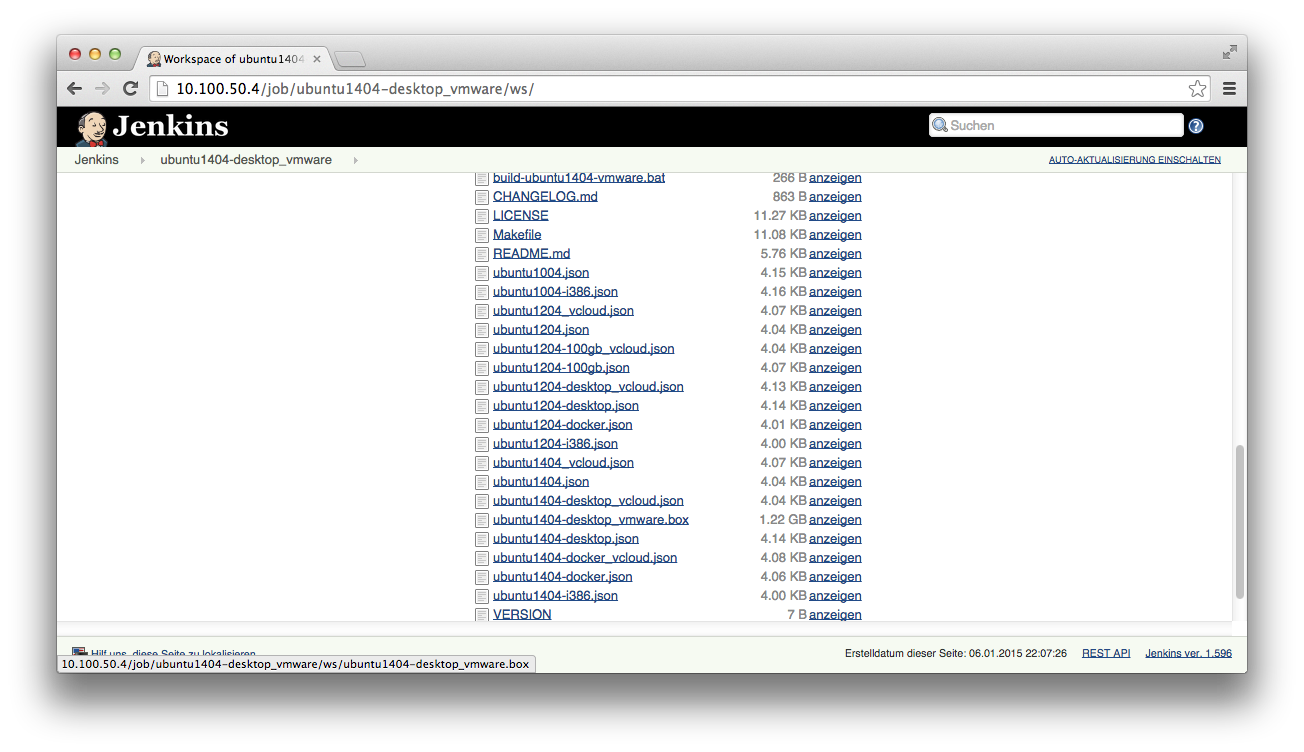 Workspace of ubuntu1404
10.100.50.4/job/ubuntu1404-desktop_vmware/ws/
Jenkins
Suchen
Jenkins ubuntu1404-desktop_vmware
AUTO-AKTUALISIERUNG EINSCHALTEN
build-ubuntu1404-vmware.bat 266 B anzeigen
CHANGELOG.md 863 B anzeigen
LICENSE 11.27 KB anzeigen
Makefile 11.08 KB anzeigen
README.md 5.76 KB anzeigen
ubuntu1004.json 4.15 KB anzeigen
ubuntu1004-i386.json 4.16 KB anzeigen
ubuntu1204_vcloud.json 4.07 KB anzeigen
ubuntu1204.json 4.04 KB anzeigen
ubuntu1204-100gb_vcloud.json 4.04 KB anzeigen
ubuntu1204-100gb.json 4.07 KB anzeigen
ubuntu1204-desktop_vcloud.json 4.13 KB anzeigen
ubuntu1204-desktop.json 4.14 KB anzeigen
ubuntu1204-docker.json 4.01 KB anzeigen
ubuntu1204-i386.json 4.00 KB anzeigen
ubuntu1404_vcloud.json 4.07 KB anzeigen
ubuntu1404.json 4.04 KB anzeigen
ubuntu1404-desktop_vcloud.json 4.04 KB anzeigen
ubuntu1404-desktop_vmware.box 1.22 GB anzeigen
ubuntu1404-desktop.json 4.14 KB anzeigen
ubuntu1404-docker_vcloud.json 4.08 KB anzeigen
ubuntu1404-docker.json 4.06 KB anzeigen
ubuntu1404-i386.json 4.00 KB anzeigen
VERSION 7 B anzeigen
Hilf uns, diese Seite zu lokalisieren
Erstelldatum dieser Seite: 06.01.2015 22:07:26 REST API Jenkins ver. 1.596
10.100.50.4/job/ubuntu1404-desktop_vmware/ws/ubuntu1404-desktop_vmware.box